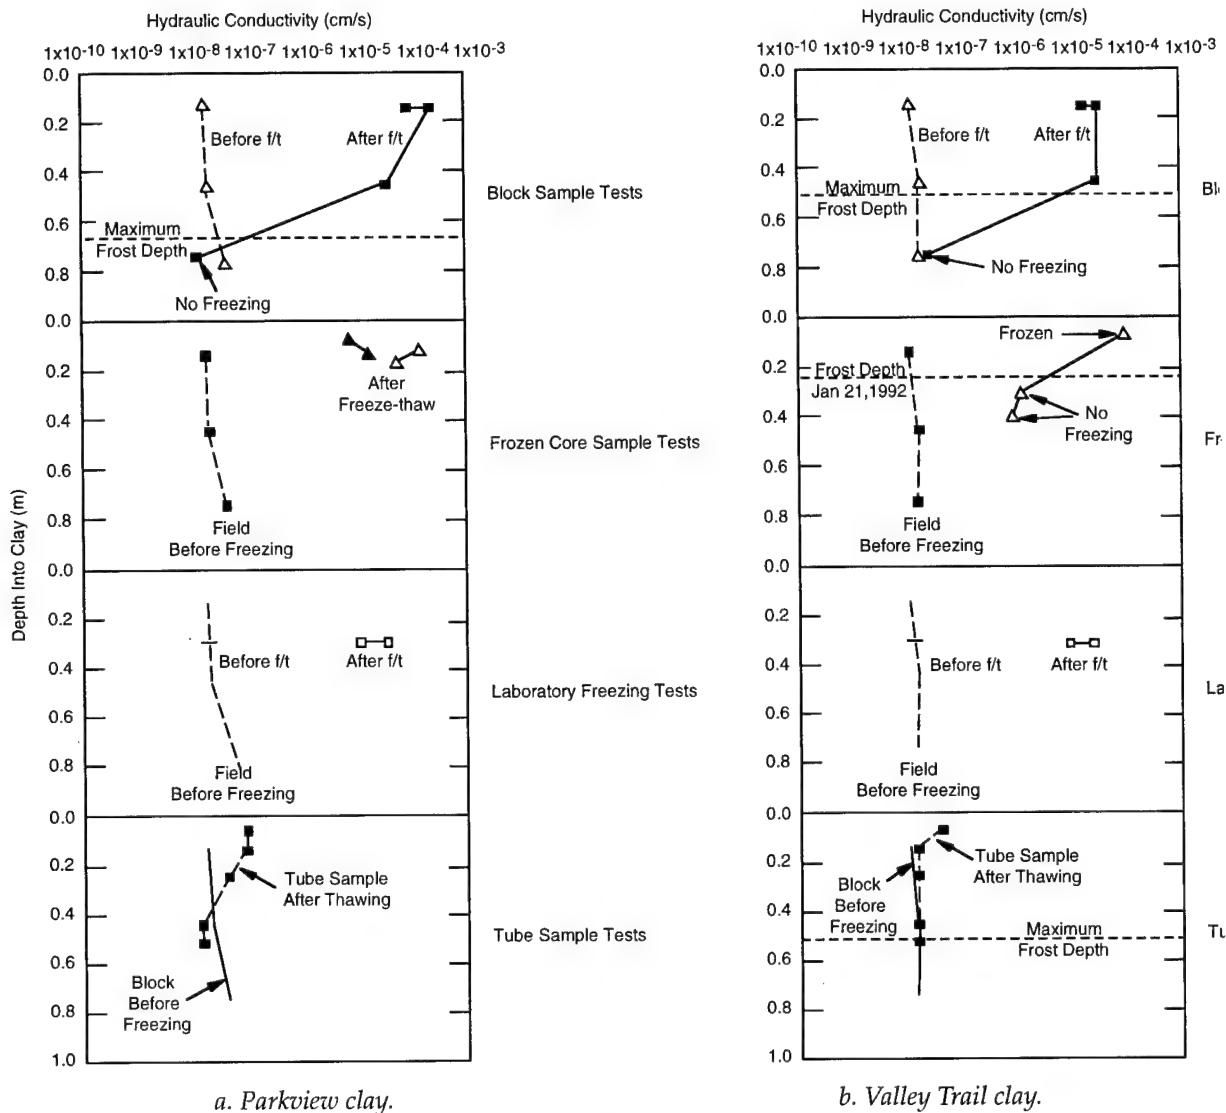 Hydraulic Conductivity (cm/s)
1x10-10 1x10-9 1x10-8 1x10-7 1x10-6 1x10-5 1x10-4 1x10-3
0.0
0.2
0.4
0.6
0.8
0.0
0.2
0.4
0.6
0.8
0.0
0.2
0.4
0.6
0.8
0.0
0.2
0.4
0.6
0.8
1.0
Depth Into Clay (m)
Before f/t
After f/t
Maximum
Frost Depth
No Freezing
Block Sample Tests
After
Freeze-thaw
Field
Before Freezing
Frozen Core Sample Tests
Before f/t
After f/t
Field
Before Freezing
Laboratory Freezing Tests
Tube Sample
After Thawing
Block
Before
Freezing
Tube Sample Tests
a. Parkview clay.
Hydraulic Conductivity (cm/s)
1x10-10 1x10-9 1x10-8 1x10-7 1x10-6 1x10-5 1x10-4 1x10-3
0.0
0.2
0.4
0.6
0.8
0.0
0.2
0.4
0.6
0.8
0.0
0.2
0.4
0.6
0.8
0.0
0.2
0.4
0.6
0.8
1.0
Before f/t
After f/t
Maximum
Frost Depth
No Freezing
Frozen
Frost Depth
Jan 21,1992
No
Freezing
Field
Before Freezing
Before f/t
After f/t
Field
Before Freezing
Tube Sample
After Thawing
Block
Before
Freezing
Maximum
Frost Depth
b. Valley Trail clay.